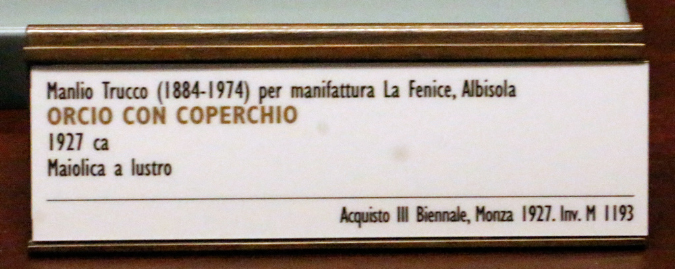 Manlio Trucco (1884-1974) per manifattura La Fenice, Albisola
ORCIO CON COPERCHIO
1927 ca
Maiolica a lustro
Acquisto III Biennale, Monza 1927. Inv. M 1193